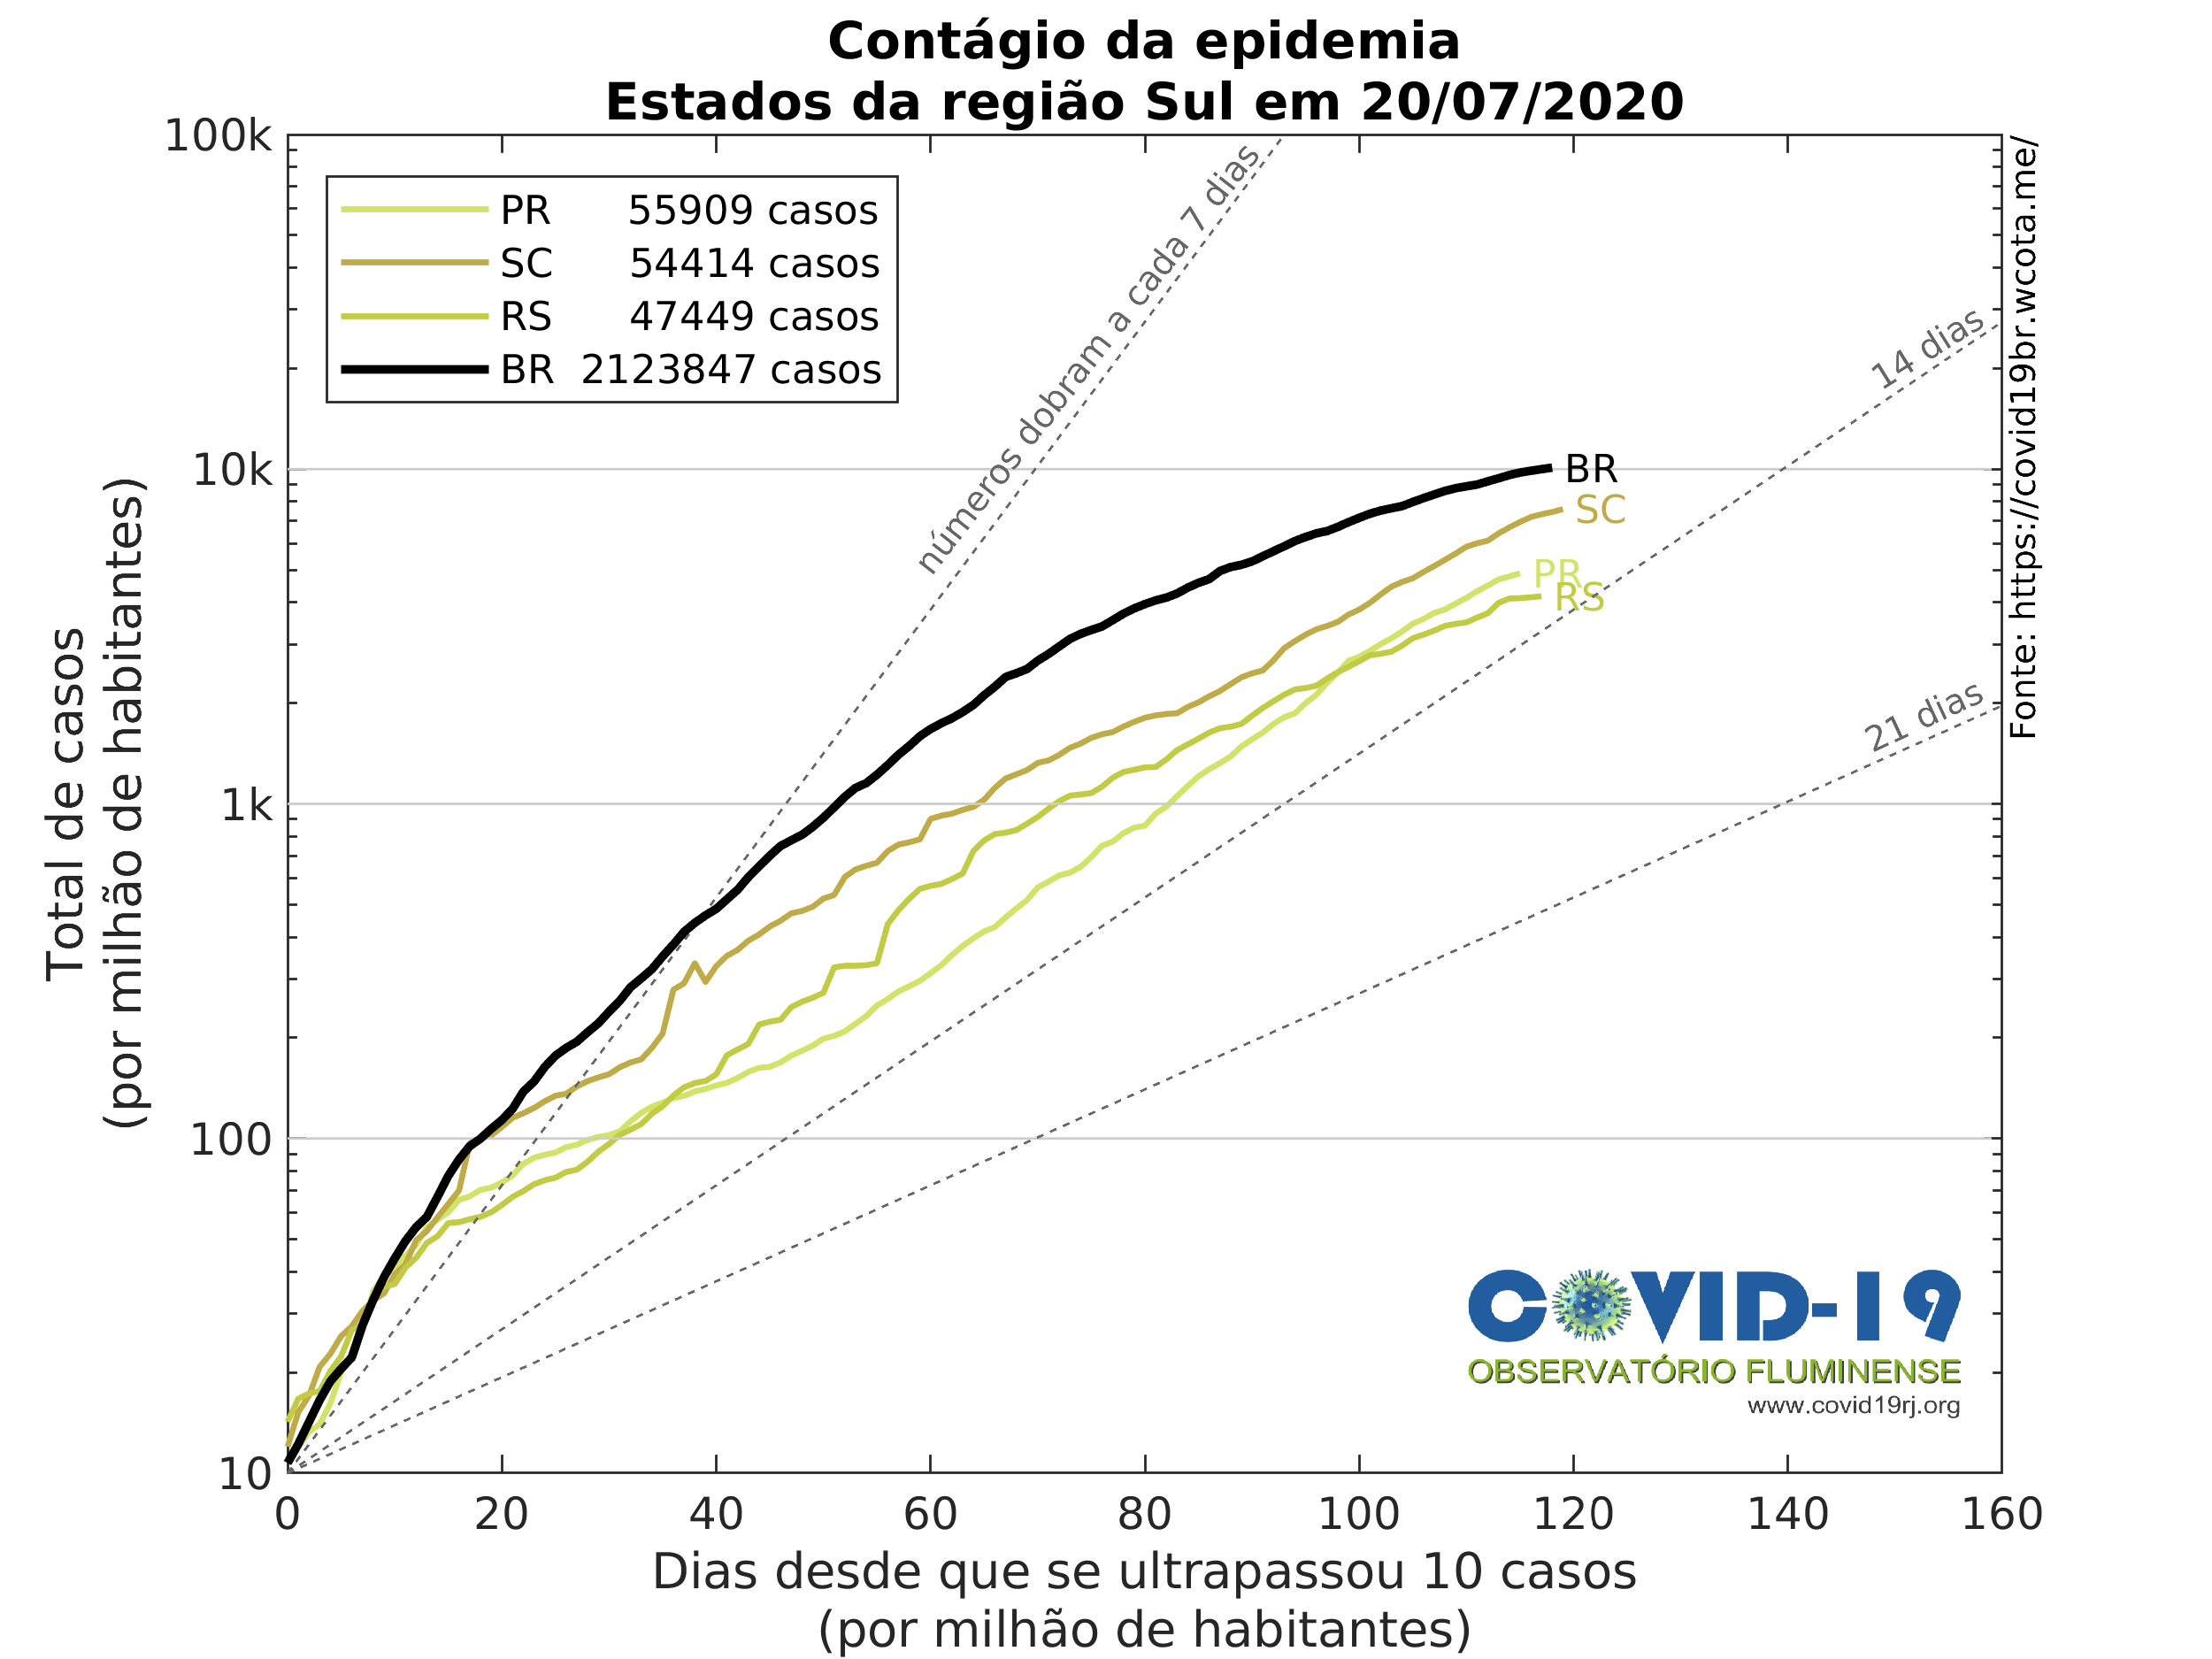 Contágio da epidemia
Estados da região Sul em 20/07/2020
100k
10k
1k
100
10
Total de casos
(por milhão de habitantes)
PR 55909 casos
SC 54414 casos
RS 47449 casos
BR 2123847 casos
números dobram a cada 7 dias
14 dias
21 dias
BR
SC
PR
RS
Fonte: https://covid19br.wcota.me/
COVID-19
OBSERVATÓRIO FLUMINENSE
www.covid19rj.org
0 20 40 60 80 100 120 140 160
Dias desde que se ultrapassou 10 casos
(por milhão de habitantes)